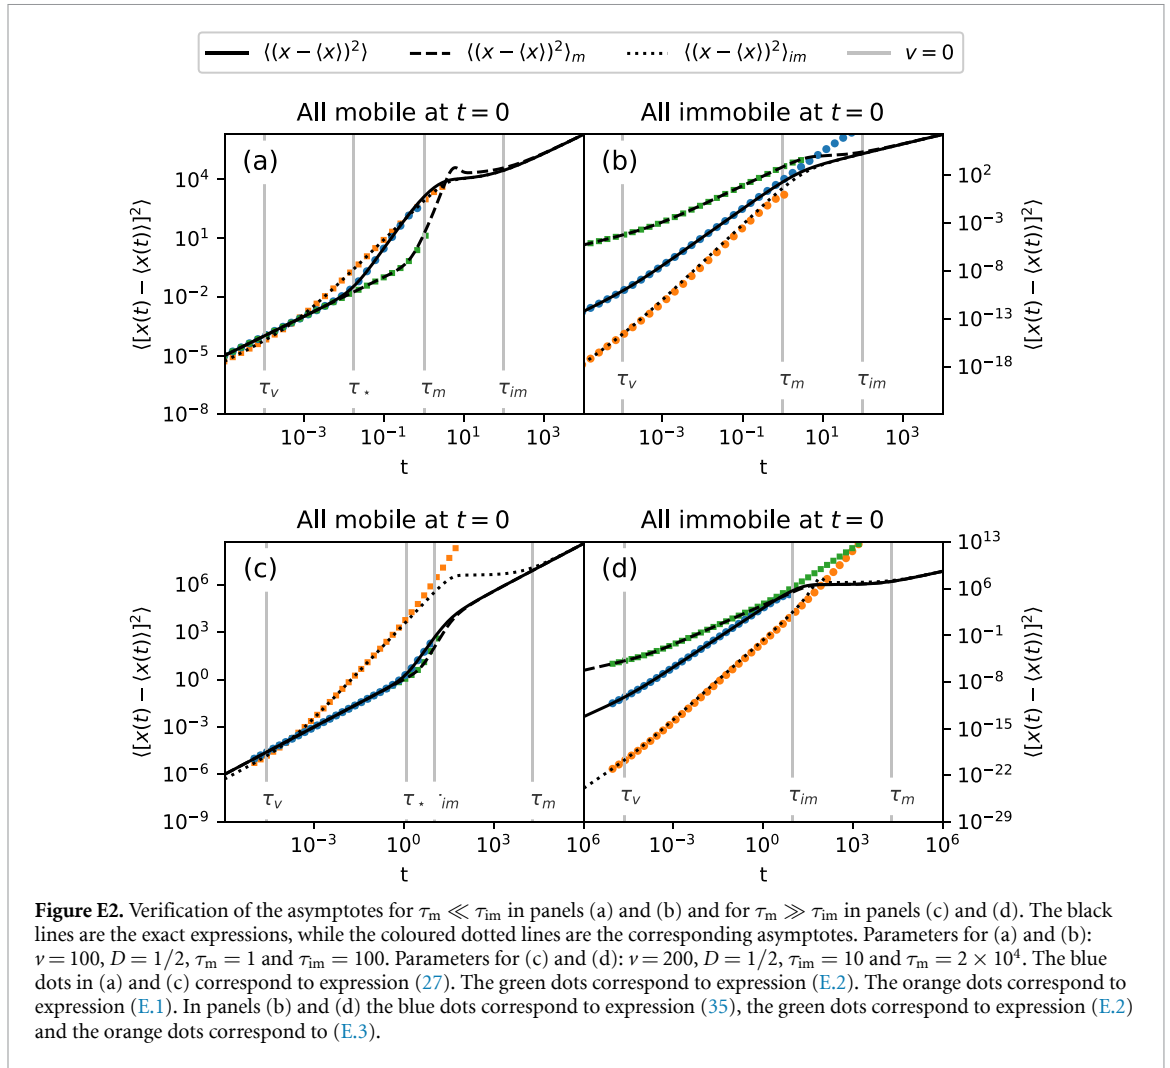 ⟨(x − ⟨x⟩)²⟩ ⟨(x − ⟨x⟩)²⟩m ⟨(x − ⟨x⟩)²⟩im v = 0
All mobile at t = 0 All immobile at t = 0
(a) (b)
⟨[x(t) − ⟨x(t)⟩]²⟩
10⁴
10¹
10⁻²
10⁻⁵
10⁻⁸
10²
10⁻³
10⁻⁸
10⁻¹³
10⁻¹⁸
⟨[x(t) − ⟨x(t)⟩]²⟩
τv τ⋆ τm τim τv τm τim
10⁻³ 10⁻¹ 10¹ 10³ 10⁻³ 10⁻¹ 10¹ 10³
t t
All mobile at t = 0 All immobile at t = 0
(c) (d)
⟨[x(t) − ⟨x(t)⟩]²⟩
10⁶
10³
10⁰
10⁻³
10⁻⁶
10⁻⁹
10¹³
10⁶
10⁻¹
10⁻⁸
10⁻¹⁵
10⁻²²
10⁻²⁹
⟨[x(t) − ⟨x(t)⟩]²⟩
τv τ⋆ im τm τv τim τm
10⁻³ 10⁰ 10³ 10⁶ 10⁻³ 10⁰ 10³ 10⁶
t t
Figure E2. Verification of the asymptotes for τm ≪ τim in panels (a) and (b) and for τm ≫ τim in panels (c) and (d). The black
lines are the exact expressions, while the coloured dotted lines are the corresponding asymptotes. Parameters for (a) and (b):
v = 100, D = 1/2, τm = 1 and τim = 100. Parameters for (c) and (d): v = 200, D = 1/2, τim = 10 and τm = 2 × 10⁴. The blue
dots in (a) and (c) correspond to expression (27). The green dots correspond to expression (E.2). The orange dots correspond to
expression (E.1). In panels (b) and (d) the blue dots correspond to expression (35), the green dots correspond to expression (E.2)
and the orange dots correspond to (E.3).